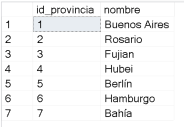 id_provincia nombre
1 1 Buenos Aires
2 2 Rosario
3 3 Fujian
4 4 Hubei
5 5 Berlín
6 6 Hamburgo
7 7 Bahía